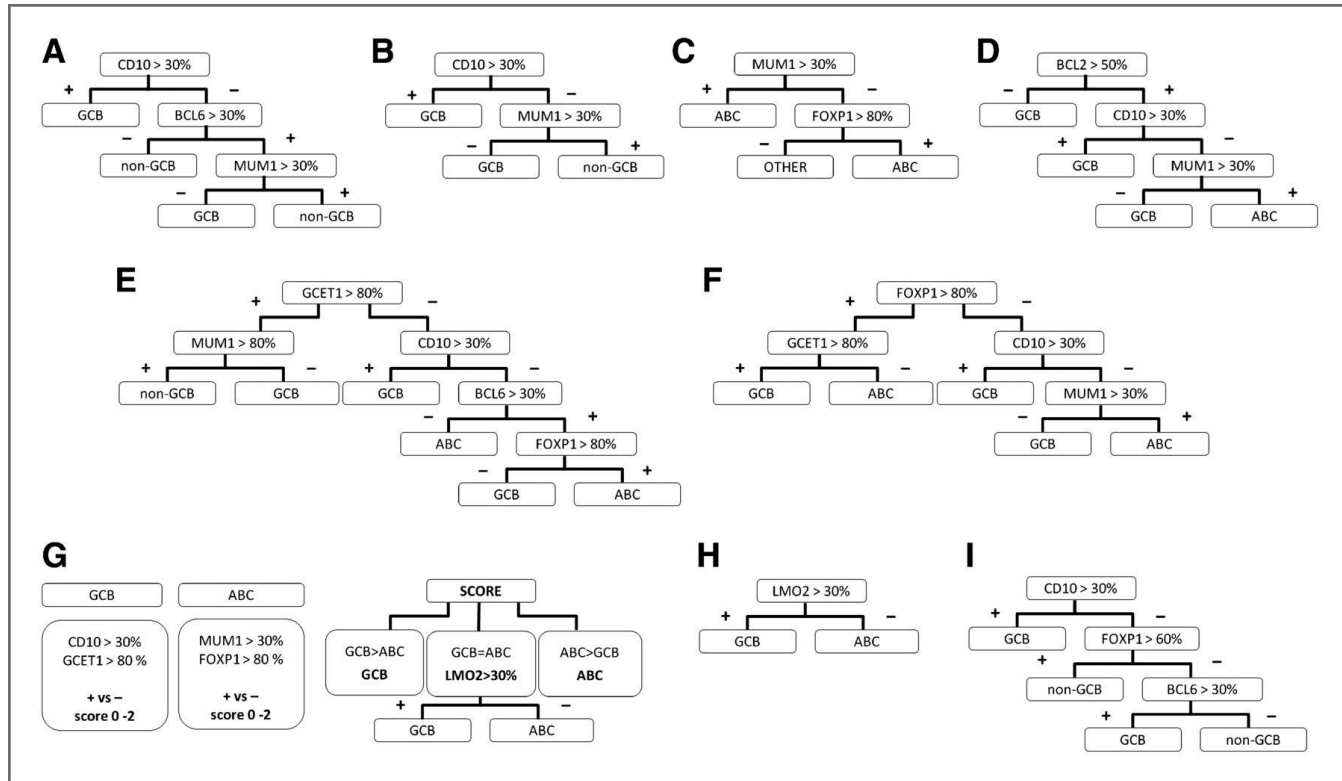 A
CD10 > 30%
+
–
GCB
BCL6 > 30%
–
+
non-GCB
MUM1 > 30%
–
+
GCB
non-GCB
B
CD10 > 30%
+
–
GCB
MUM1 > 30%
–
+
GCB
non-GCB
C
MUM1 > 30%
+
–
ABC
FOXP1 > 80%
–
+
OTHER
ABC
D
BCL2 > 50%
–
+
GCB
CD10 > 30%
+
–
GCB
MUM1 > 30%
–
+
GCB
ABC
E
GCET1 > 80%
+
–
MUM1 > 80%
CD10 > 30%
+
–
+
–
non-GCB
GCB
GCB
BCL6 > 30%
–
+
ABC
FOXP1 > 80%
–
+
GCB
ABC
F
FOXP1 > 80%
+
–
GCET1 > 80%
CD10 > 30%
+
–
+
–
GCB
ABC
GCB
MUM1 > 30%
–
+
GCB
ABC
G
GCB
ABC
CD10 > 30%
GCET1 > 80 %
+ vs –
score 0 -2
MUM1 > 30%
FOXP1 > 80 %
+ vs –
score 0 -2
SCORE
GCB>ABC
GCB
GCB=ABC
LMO2>30%
ABC>GCB
ABC
+
–
GCB
ABC
H
LMO2 > 30%
+
–
GCB
ABC
I
CD10 > 30%
+
–
GCB
FOXP1 > 60%
+
–
non-GCB
BCL6 > 30%
+
–
GCB
non-GCB